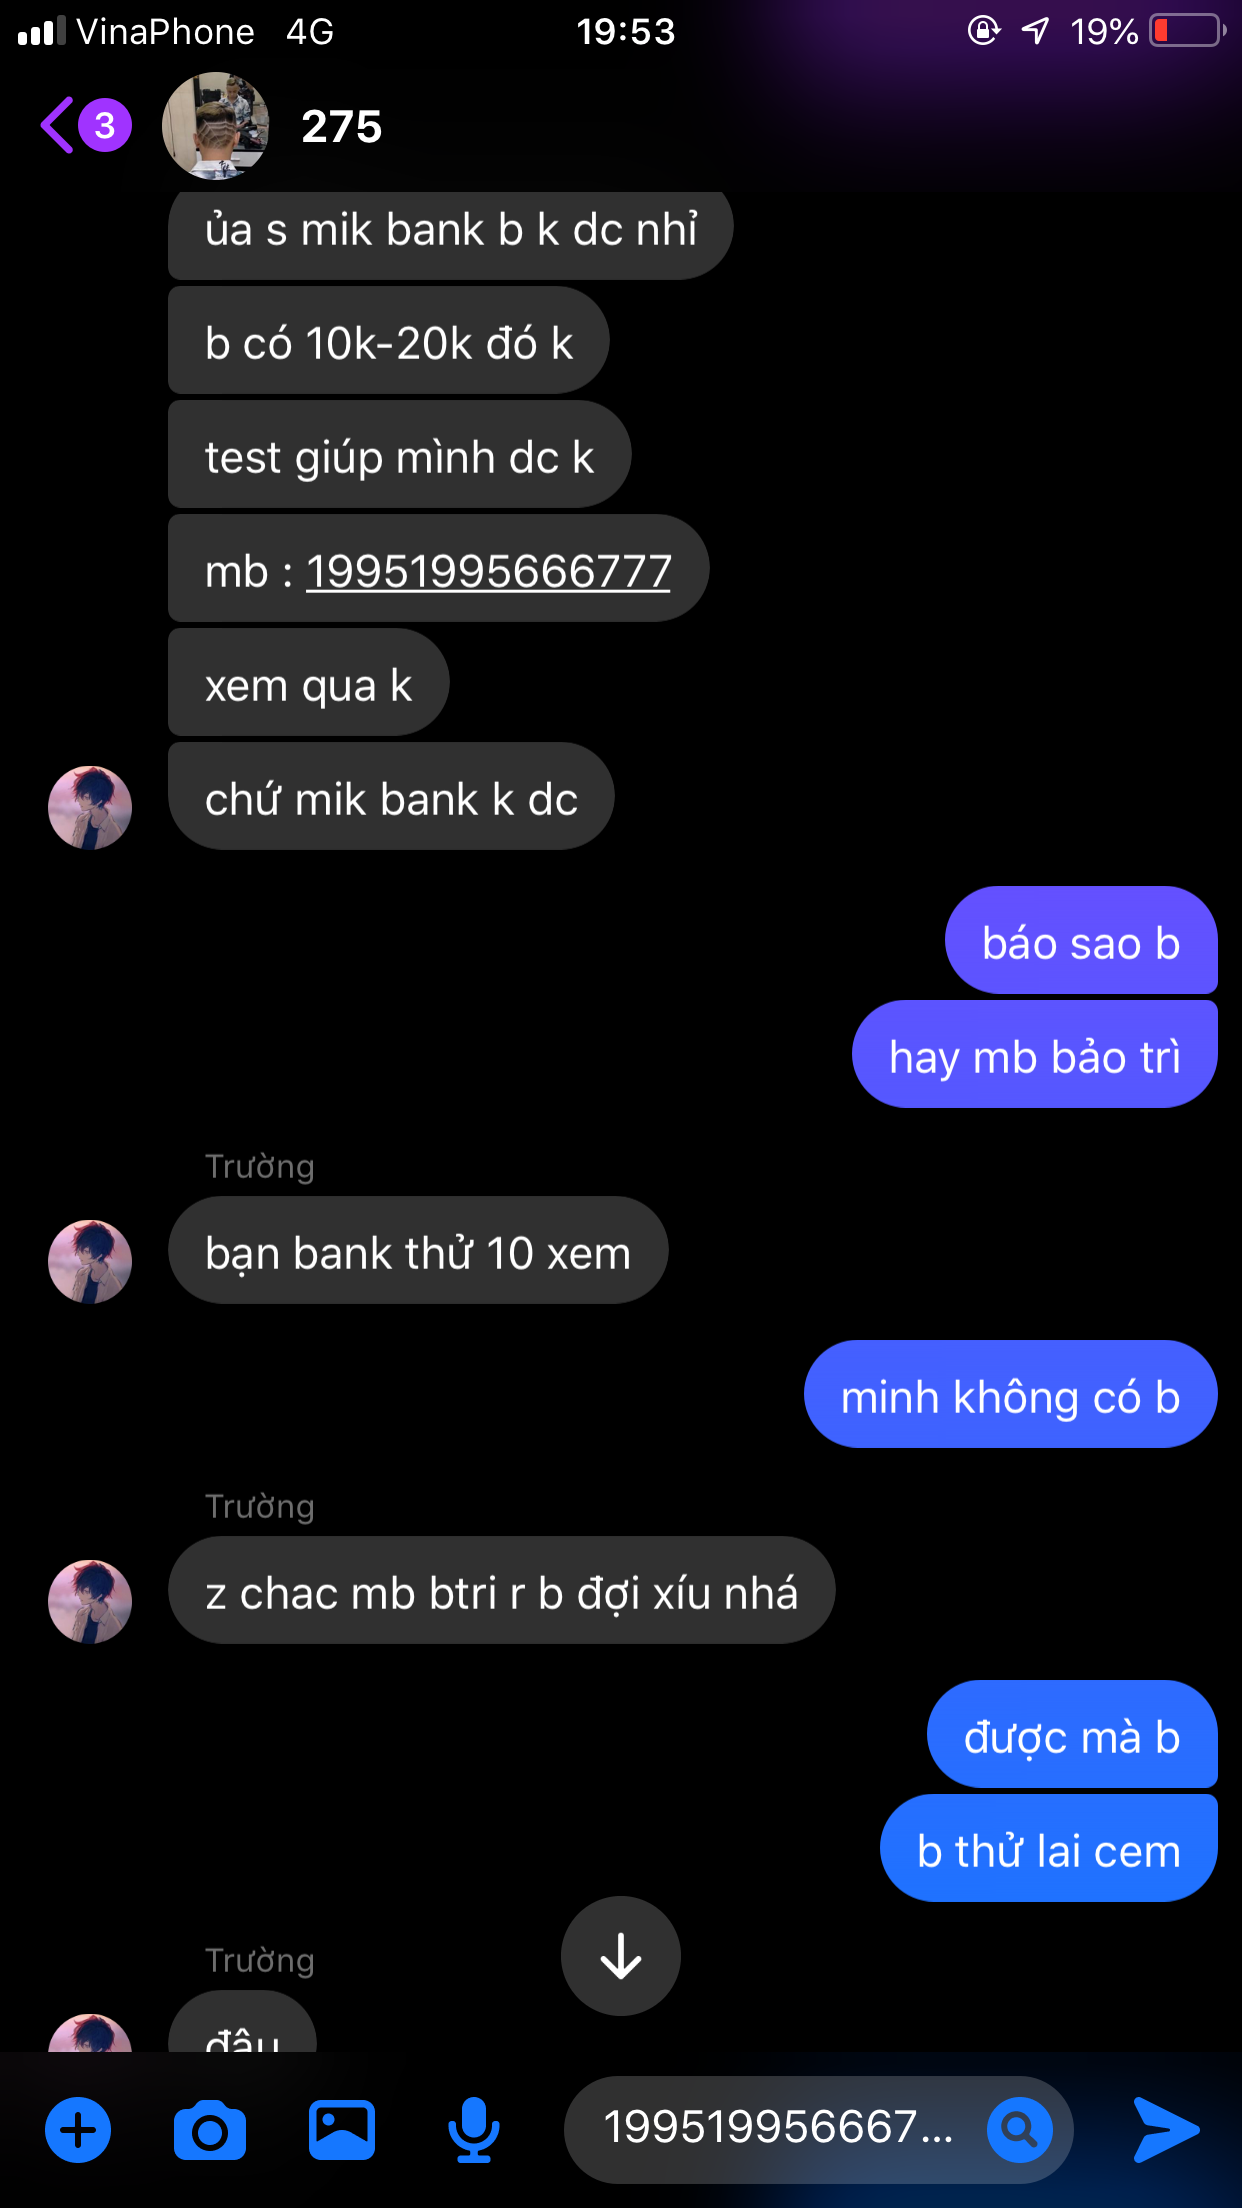 VinaPhone 4G 19:53 19%
3 275
ủa s mik bank b k dc nhỉ
b có 10k-20k đó k
test giúp mình dc k
mb : 19951995666777
xem qua k
chứ mik bank k dc
báo sao b
hay mb bảo trì
Trường
bạn bank thử 10 xem
minh không có b
Trường
z chac mb btri r b đợi xíu nhá
được mà b
b thử lai cem
Trường
đâu
199519956667...